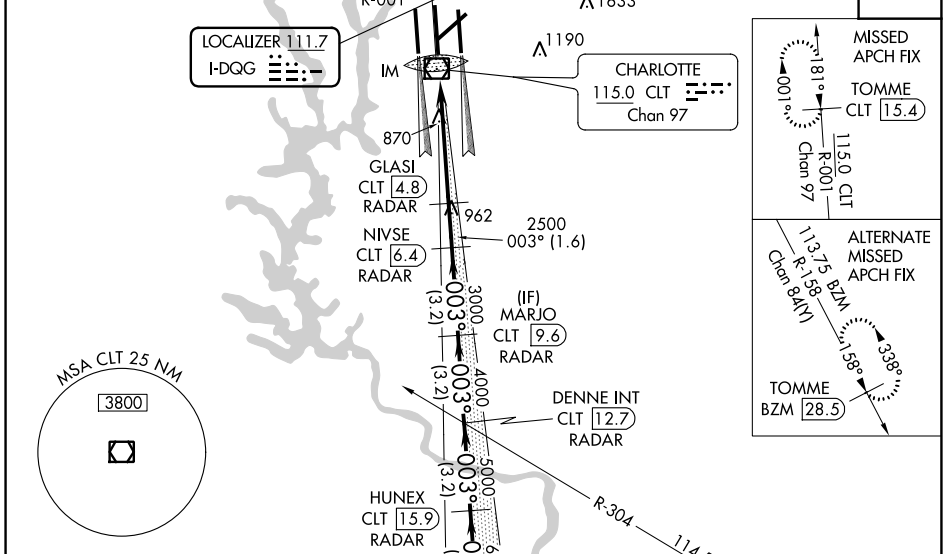 1833
LOCALIZER 111.7
I-DQG
IM
1190
CHARLOTTE
115.0 CLT
Chan 97
870
GLASI
CLT 4.8
RADAR
962
2500
003° (1.6)
NIVSE
CLT 6.4
RADAR
003°
3000
(3.2)
(IF)
MARJO
CLT 9.6
RADAR
003°
4000
(3.2)
DENNE INT
CLT 12.7
RADAR
003°
5000
(3.2)
HUNEX
CLT 15.9
RADAR
R-304
MSA CLT 25 NM
3800
MISSED
APCH FIX
TOMME
CLT 15.4
181°
001°
115.0 CLT
R-001
Chan 97
ALTERNATE
MISSED
APCH FIX
113.75 BZM
R-158
Chan 84(Y)
158°
338°
TOMME
BZM 28.5